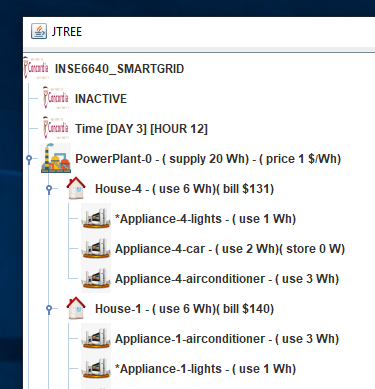 JTREE
Concordia INSE6640_SMARTGRID
Concordia INACTIVE
Concordia Time [DAY 3] [HOUR 12]
PowerPlant-0 - ( supply 20 Wh) - ( price 1 $/Wh)
House-4 - ( use 6 Wh)( bill $131)
*Appliance-4-lights - ( use 1 Wh)
Appliance-4-car - ( use 2 Wh)( store 0 W)
Appliance-4-airconditioner - ( use 3 Wh)
House-1 - ( use 6 Wh)( bill $140)
Appliance-1-airconditioner - ( use 3 Wh)
*Appliance-1-lights - ( use 1 Wh)